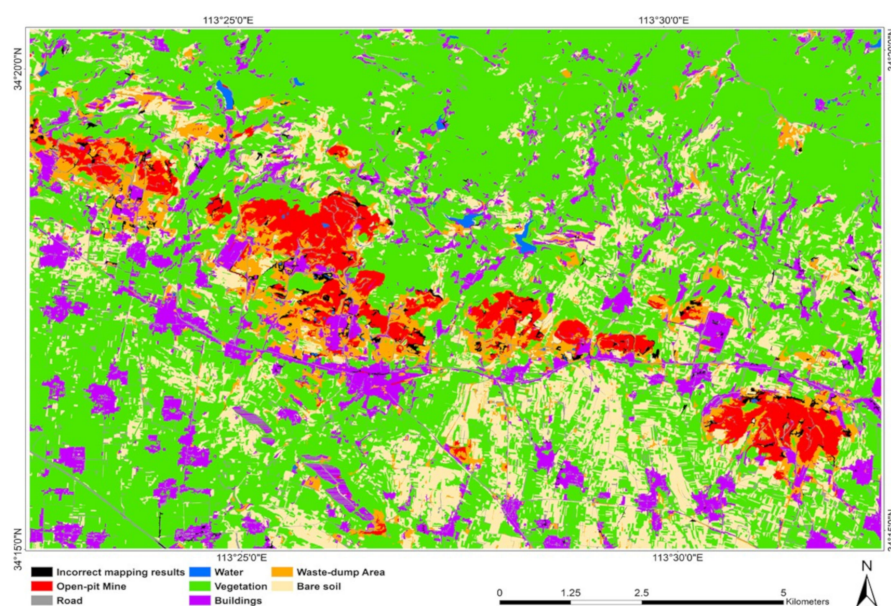 113°25'0"E 113°30'0"E
34°20'0"N
34°15'0"N
113°25'0"E 113°30'0"E
Incorrect mapping results Water Waste-dump Area
Open-pit Mine Vegetation Bare soil
Road Buildings
N
0 1.25 2.5 5
Kilometers